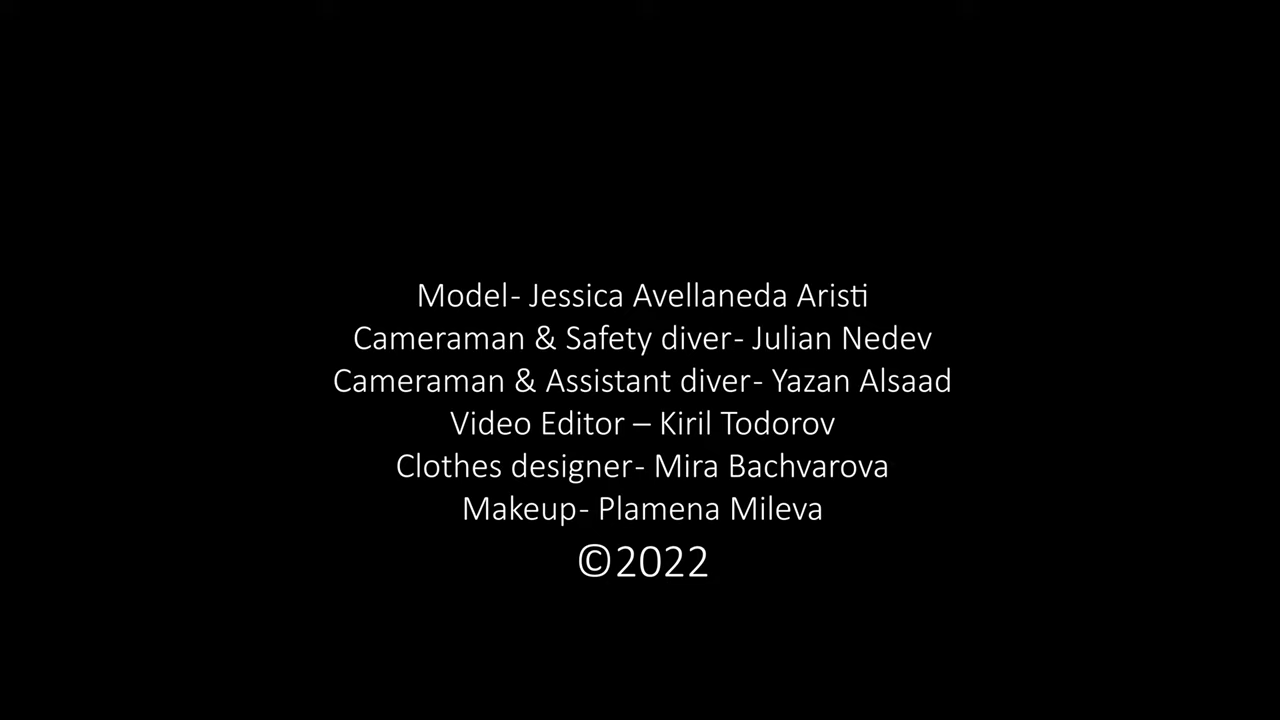 Model- Jessica Avellaneda Aristi
Cameraman & Safety diver- Julian Nedev
Cameraman & Assistant diver- Yazan Alsaad
Video Editor – Kiril Todorov
Clothes designer- Mira Bachvarova
Makeup- Plamena Mileva
©2022